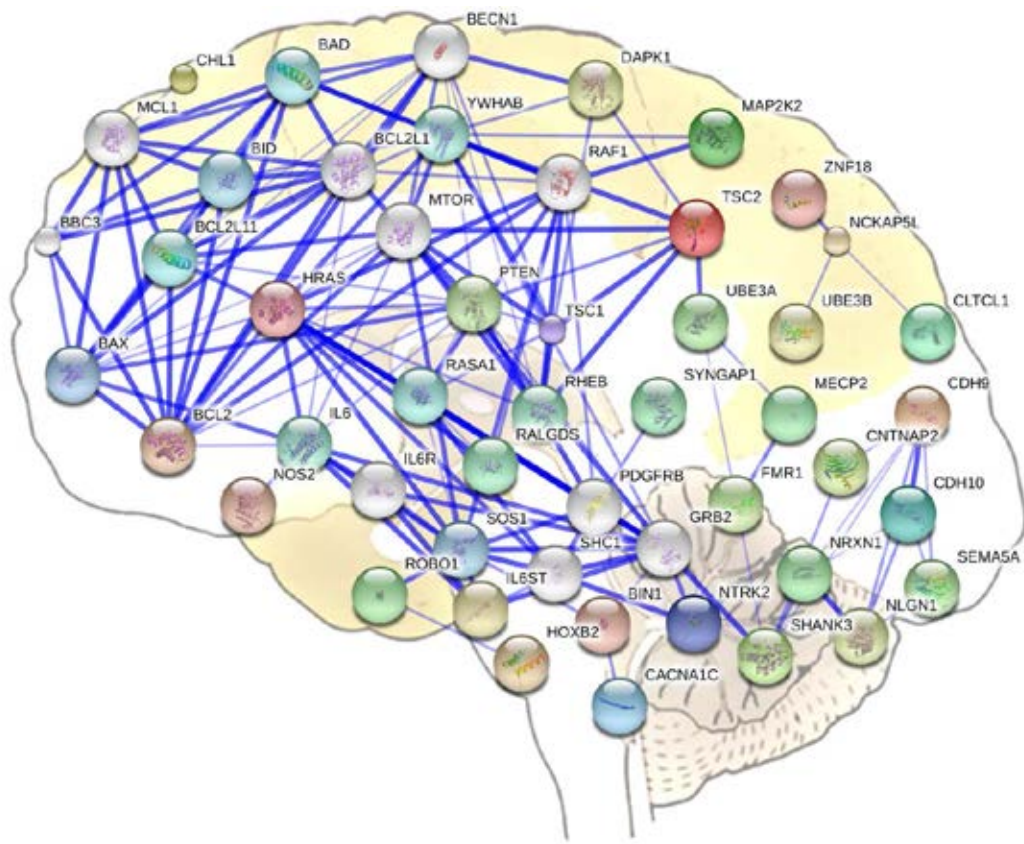 BECN1
BAD
CHL1
DAPK1
MCL1
YWHAB
MAP2K2
BCL2L1
BID
RAF1
ZNF18
MTOR
TSC2
BBC3
NCKAP5L
BCL2L11
HRAS
PTEN
UBE3A
UBE3B
CLTCL1
TSC1
BAX
RASA1
RHEB
SYNGAP1
MECP2
CDH9
BCL2
IL6
RALGDS
CNTNAP2
IL6R
NOS2
PDGFRB
FMR1
CDH10
SOS1
GRB2
SHC1
NRXN1
SEMA5A
ROBO1
IL6ST
BIN1
NTRK2
NLGN1
HOXB2
SHANK3
CACNA1C